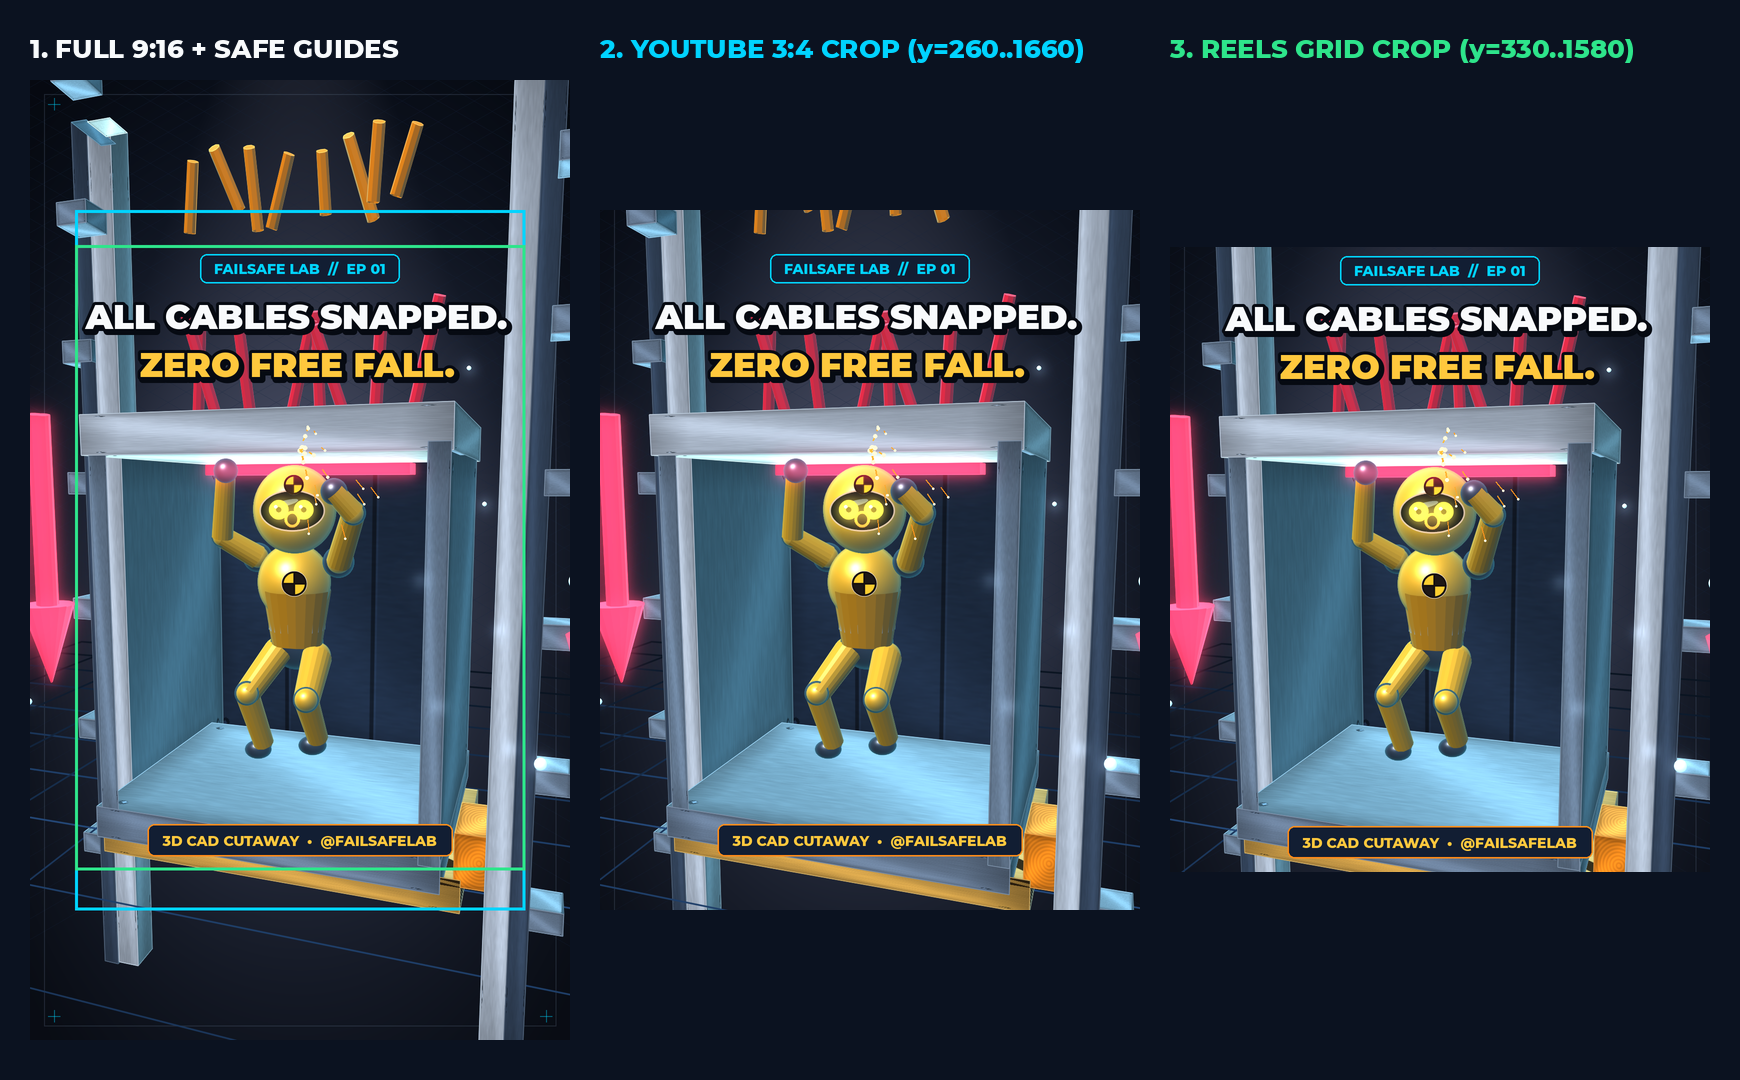 1. FULL 9:16 + SAFE GUIDES
FAILSAFE LAB // EP 01
ALL CABLES SNAPPED.
ZERO FREE FALL.
3D CAD CUTAWAY • @FAILSAFELAB
2. YOUTUBE 3:4 CROP (y=260..1660)
FAILSAFE LAB // EP 01
ALL CABLES SNAPPED.
ZERO FREE FALL.
3D CAD CUTAWAY • @FAILSAFELAB
3. REELS GRID CROP (y=330..1580)
FAILSAFE LAB // EP 01
ALL CABLES SNAPPED.
ZERO FREE FALL.
3D CAD CUTAWAY • @FAILSAFELAB